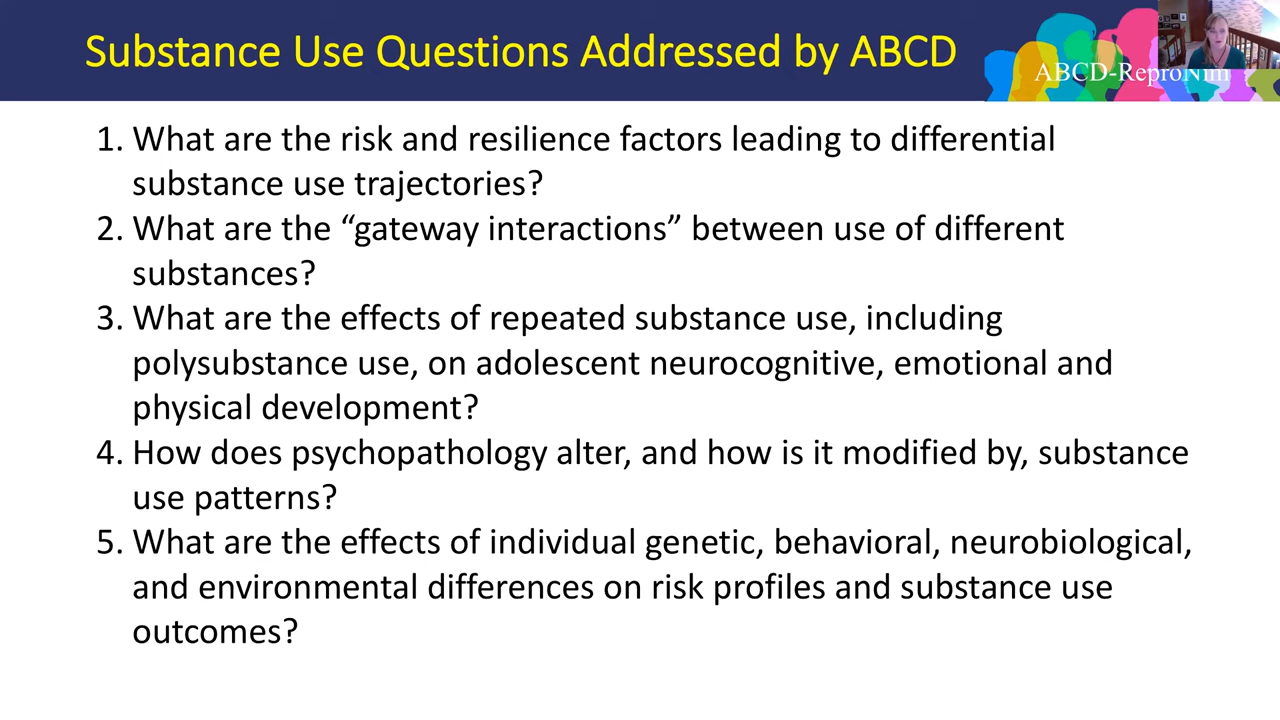 Substance Use Questions Addressed by ABCD
ABCD-ReproNim
1. What are the risk and resilience factors leading to differential
substance use trajectories?
2. What are the “gateway interactions” between use of different
substances?
3. What are the effects of repeated substance use, including
polysubstance use, on adolescent neurocognitive, emotional and
physical development?
4. How does psychopathology alter, and how is it modified by, substance
use patterns?
5. What are the effects of individual genetic, behavioral, neurobiological,
and environmental differences on risk profiles and substance use
outcomes?